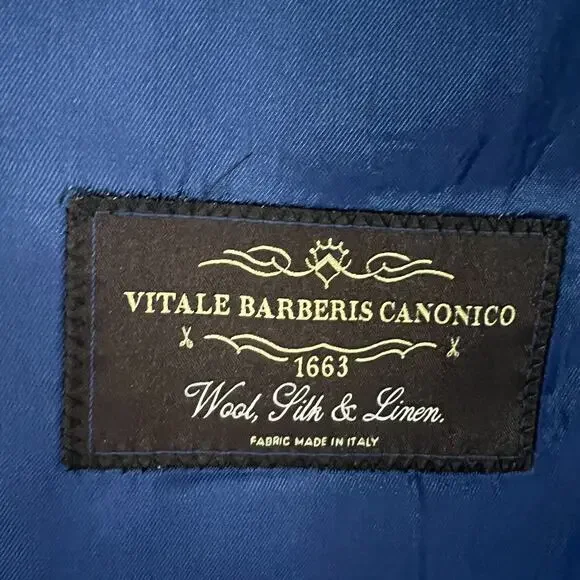 VITALE BARBERIS CANONICO
1663
Wool, Silk & Linen.
FABRIC MADE IN ITALY